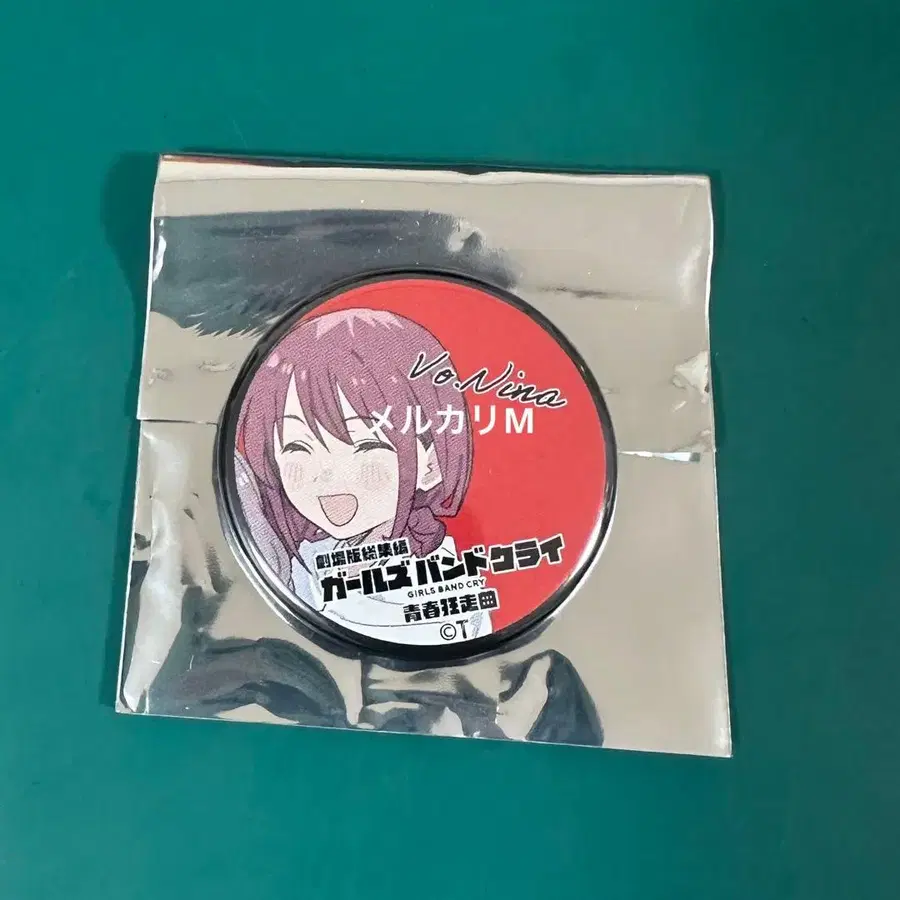 Vo.Nina
メルカリM
劇場版総集編
ガールズバンドクライ
GIRLS BAND CRY
青春狂走曲
©T